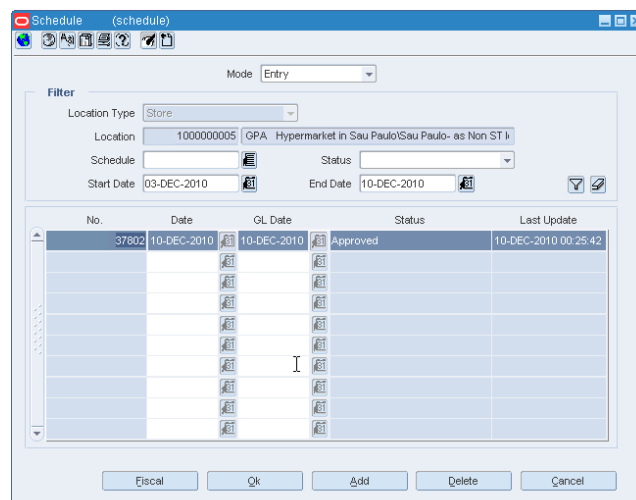 Schedule (schedule)
Mode Entry
Filter
Location Type Store
Location 1000000005 GPA Hypermarket in Sau Paulo\Sau Paulo- as Non ST l
Schedule Status
Start Date 03-DEC-2010 End Date 10-DEC-2010
No. Date GL Date Status Last Update
37802 10-DEC-2010 10-DEC-2010 Approved 10-DEC-2010 00:25:42
Fiscal Ok Add Delete Cancel